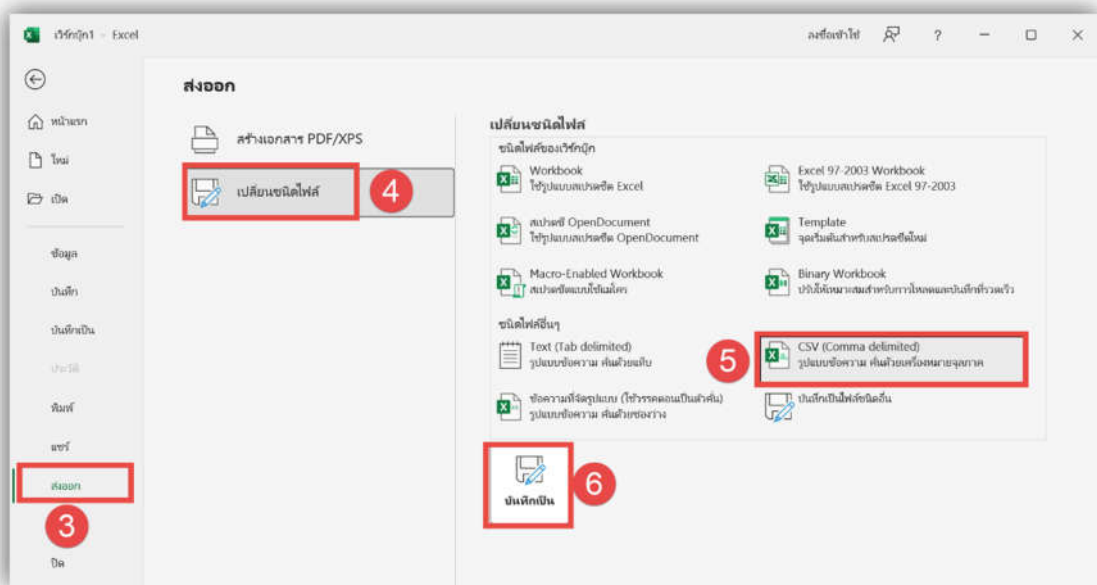 เวิร์กบุ๊ก1 - Excel
ลงชื่อเข้าใช้
?
ส่งออก
หน้าแรก
ใหม่
เปิด
ข้อมูล
บันทึก
บันทึกเป็น
ประวัติ
พิมพ์
แชร์
ส่งออก
3
ปิด
สร้างเอกสาร PDF/XPS
เปลี่ยนชนิดไฟล์
4
เปลี่ยนชนิดไฟล์
ชนิดไฟล์ของเวิร์กบุ๊ก
Workbook
ใช้รูปแบบสเปรดชีต Excel
Excel 97-2003 Workbook
ใช้รูปแบบสเปรดชีต Excel 97-2003
สเปรดชี OpenDocument
ใช้รูปแบบสเปรดชีต OpenDocument
Template
จุดเริ่มต้นสำหรับสเปรดชีตใหม่
Macro-Enabled Workbook
สเปรดชีตแบบใช้แมโคร
Binary Workbook
ปรับให้เหมาะสมสำหรับการโหลดและบันทึกที่รวดเร็ว
ชนิดไฟล์อื่นๆ
Text (Tab delimited)
รูปแบบข้อความ คั่นด้วยแท็บ
5
CSV (Comma delimited)
รูปแบบข้อความ คั่นด้วยเครื่องหมายจุลภาค
ข้อความที่จัดรูปแบบ (ใช้วรรคตอนเป็นตัวคั่น)
รูปแบบข้อความ คั่นด้วยช่องว่าง
บันทึกเป็นไฟล์ชนิดอื่น
บันทึกเป็น
6